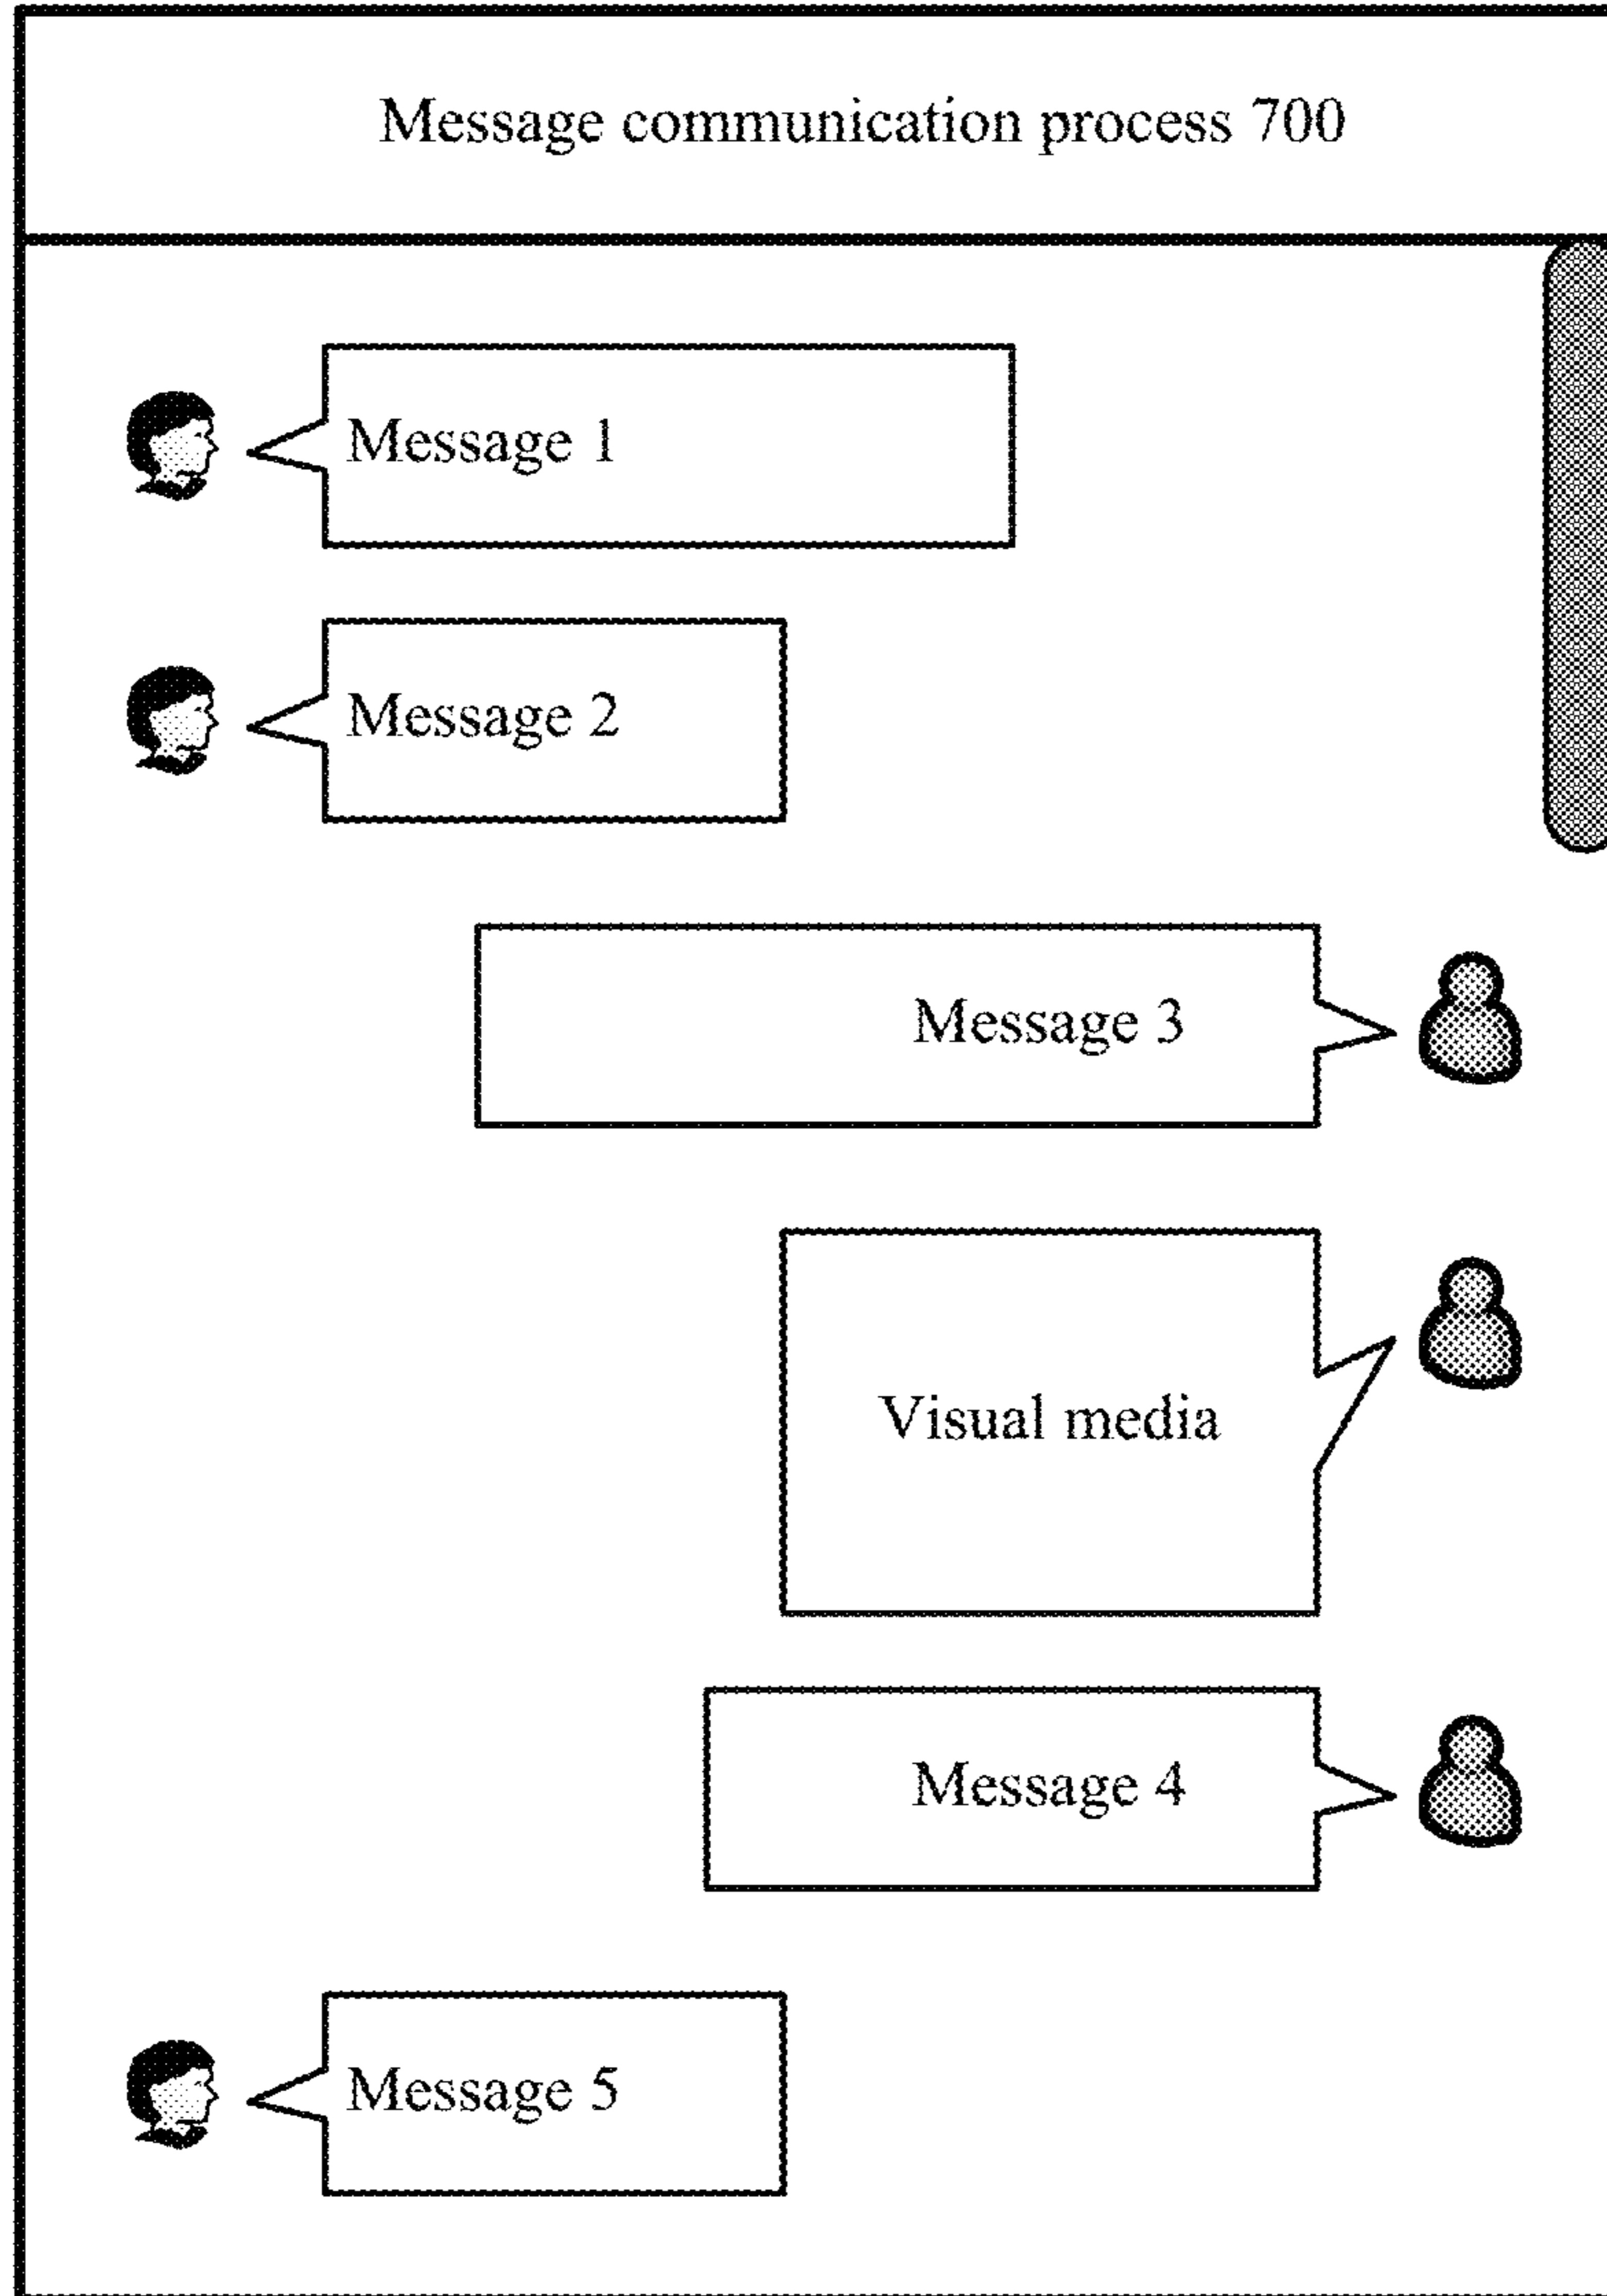 Message communication process 700
Message 1
Message 2
Message 3
Visual media
Message 4
Message 5